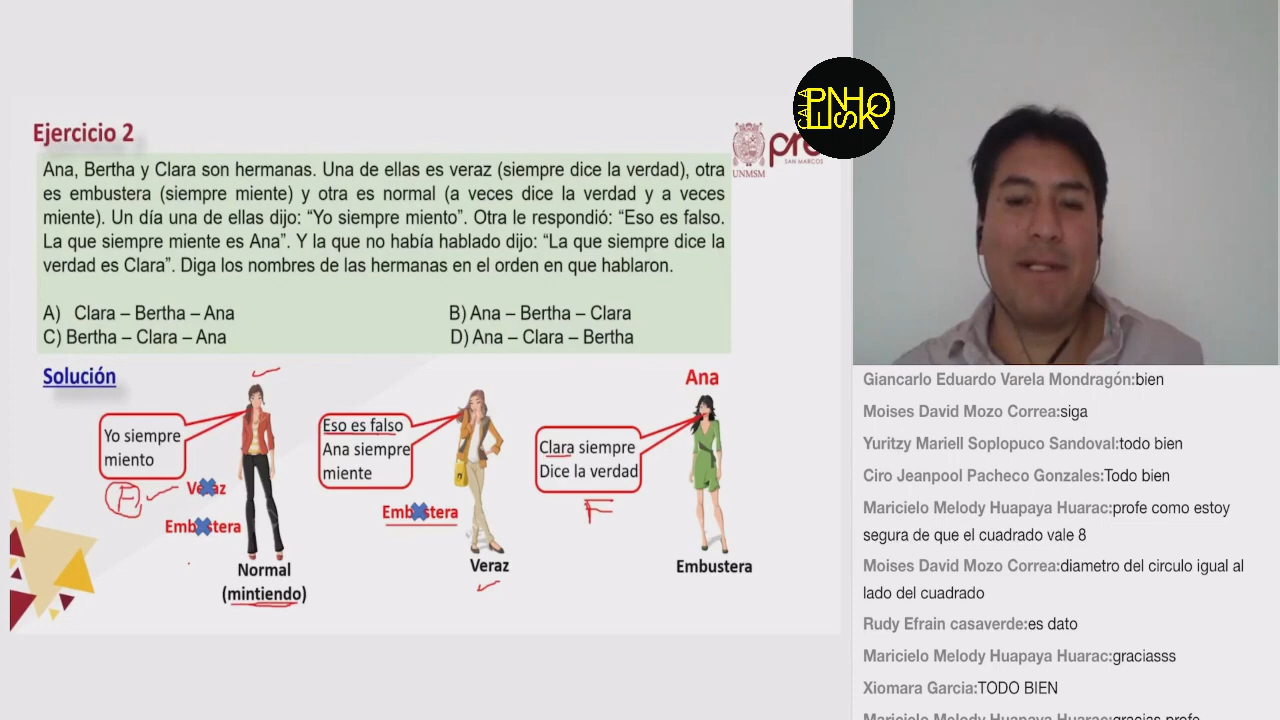 Ejercicio 2
Ana, Bertha y Clara son hermanas. Una de ellas es veraz (siempre dice la verdad), otra
es embustera (siempre miente) y otra es normal (a veces dice la verdad y a veces
miente). Un día una de ellas dijo: “Yo siempre miento”. Otra le respondió: “Eso es falso.
La que siempre miente es Ana”. Y la que no había hablado dijo: “La que siempre dice la
verdad es Clara”. Diga los nombres de las hermanas en el orden en que hablaron.
A) Clara – Bertha – Ana
B) Ana – Bertha – Clara
C) Bertha – Clara – Ana
D) Ana – Clara – Bertha
UNMSM
SAN MARCOS
CALA
PEN
HOSK
Solución
Yo siempre
miento
F
Veraz
Embustera
Normal
(mintiendo)
Eso es falso
Ana siempre
miente
Embustera
Veraz
Ana
Clara siempre
Dice la verdad
F
Embustera
Giancarlo Eduardo Varela Mondragón:bien
Moises David Mozo Correa:siga
Yuritzy Mariell Soplopuco Sandoval:todo bien
Ciro Jeanpool Pacheco Gonzales:Todo bien
Maricielo Melody Huapaya Huarac:profe como estoy
segura de que el cuadrado vale 8
Moises David Mozo Correa:diametro del circulo igual al
lado del cuadrado
Rudy Efrain casaverde:es dato
Maricielo Melody Huapaya Huarac:graciasss
Xiomara Garcia:TODO BIEN
Maricielo Melody Huapaya Huarac:gracias profe